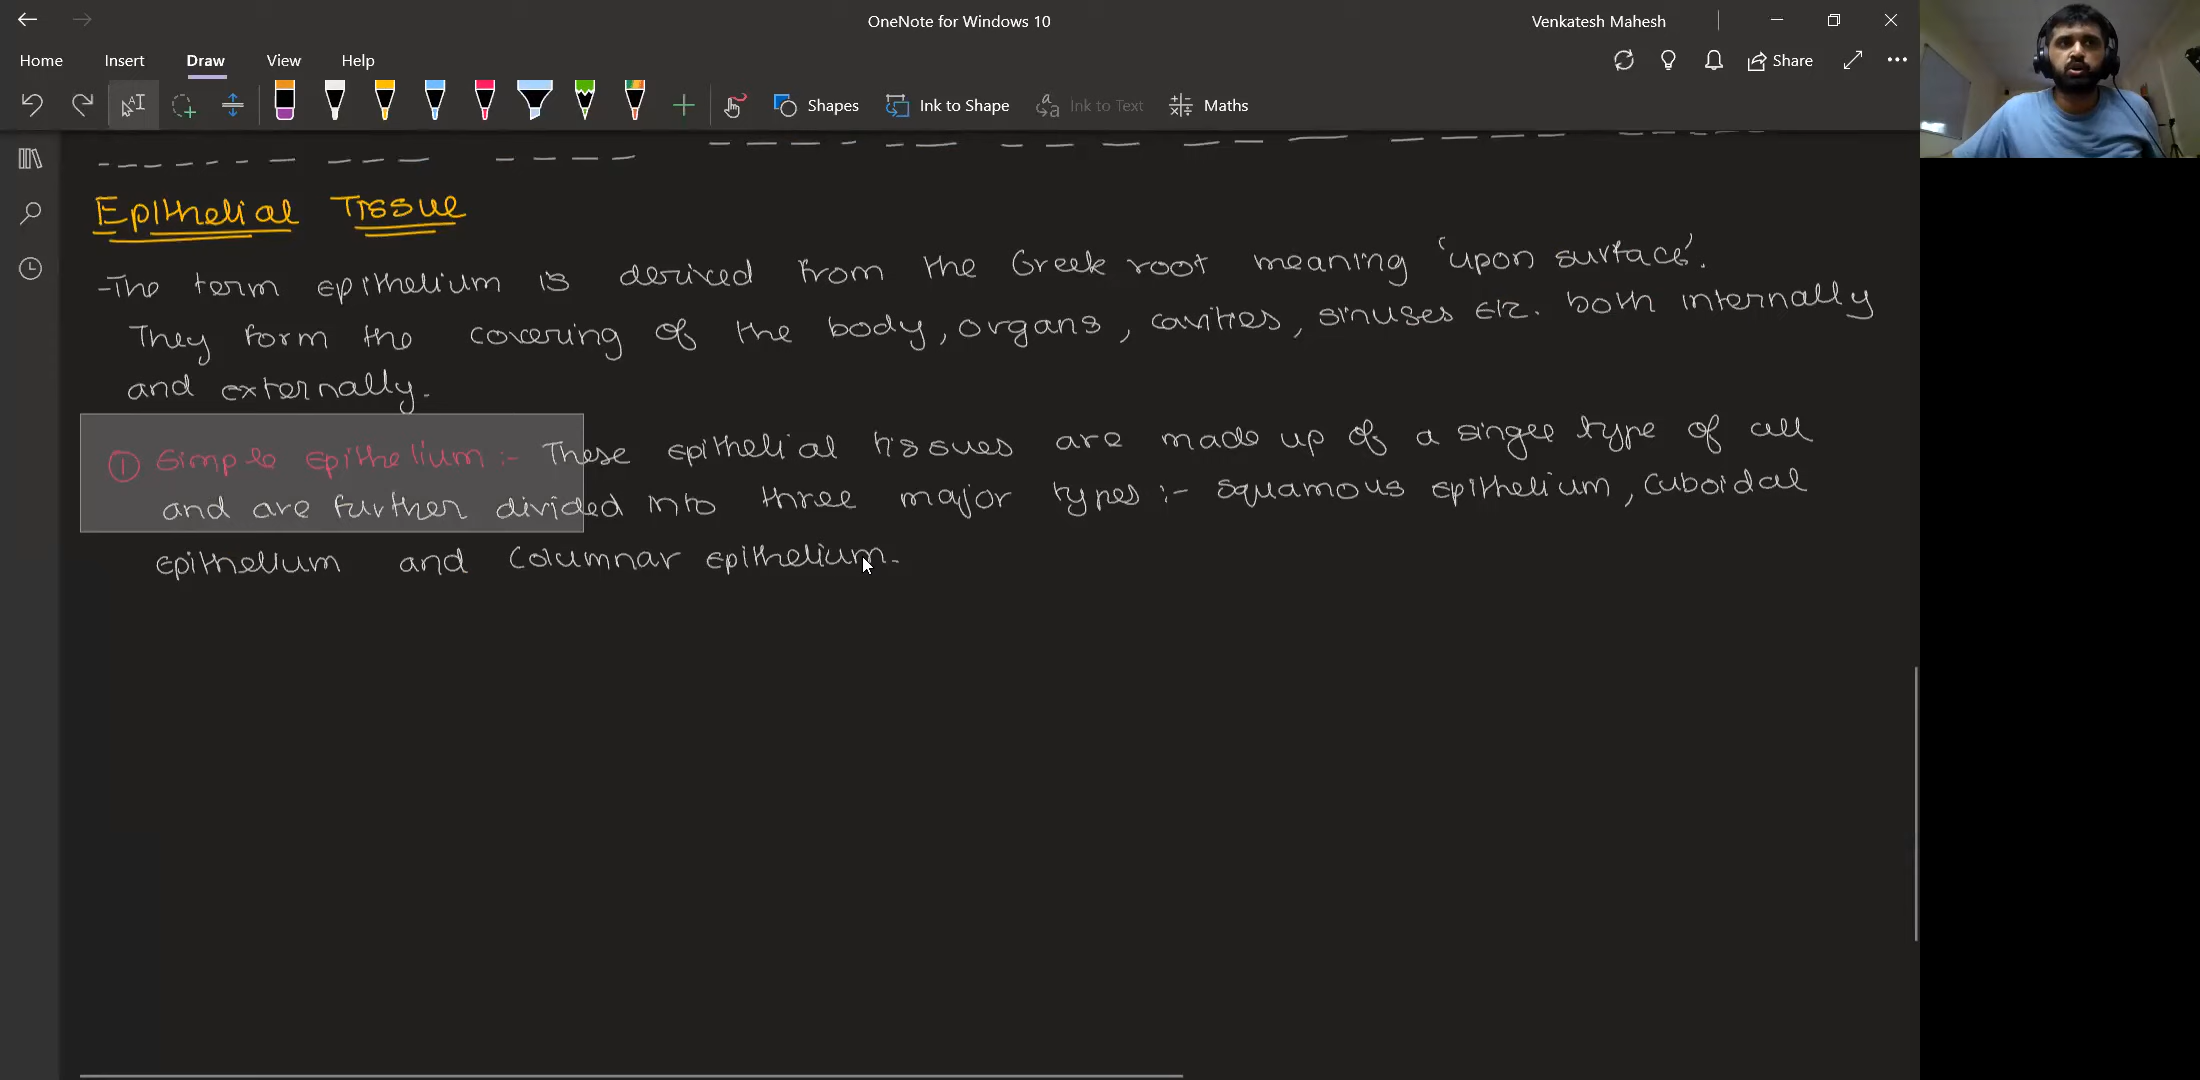 OneNote for Windows 10
Venkatesh Mahesh
Home Insert Draw View Help
Share
Shapes Ink to Shape Ink to Text Maths
Epithelial Tissue
-The term epithelium is derived from the Greek root meaning 'upon surface'.
They form the covering of the body, organs, cavities, sinuses etc. both internally
and externally.
① Simple epithelium :- These epithelial tissues are made up of a single type of cell
and are further divided into three major types :- squamous epithelium, cuboidal
epithelium and columnar epithelium.